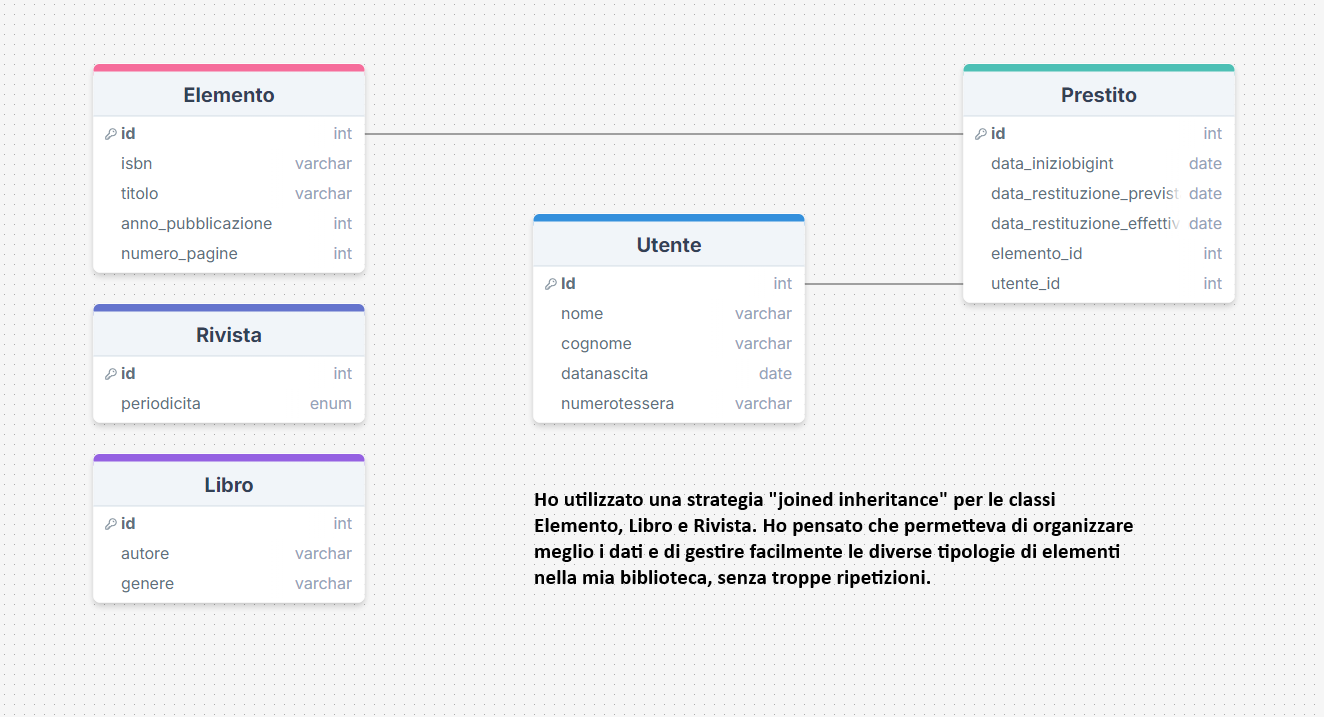 Elemento
id int
isbn varchar
titolo varchar
anno_pubblicazione int
numero_pagine int
Rivista
id int
periodicita enum
Libro
id int
autore varchar
genere varchar
Utente
Id int
nome varchar
cognome varchar
datanascita date
numerotessera varchar
Prestito
id int
data_iniziobigint date
data_restituzione_previst date
data_restituzione_effettiv date
elemento_id int
utente_id int
Ho utilizzato una strategia "joined inheritance" per le classi
Elemento, Libro e Rivista. Ho pensato che permetteva di organizzare
meglio i dati e di gestire facilmente le diverse tipologie di elementi
nella mia biblioteca, senza troppe ripetizioni.